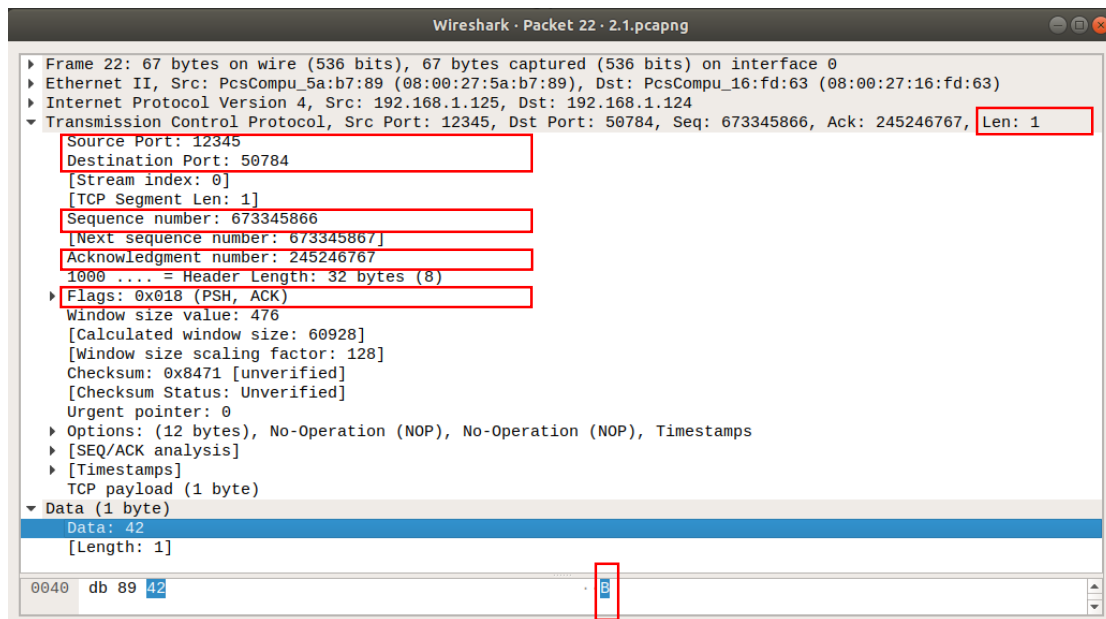 Wireshark · Packet 22 · 2.1.pcapng
Frame 22: 67 bytes on wire (536 bits), 67 bytes captured (536 bits) on interface 0
Ethernet II, Src: PcsCompu_5a:b7:89 (08:00:27:5a:b7:89), Dst: PcsCompu_16:fd:63 (08:00:27:16:fd:63)
Internet Protocol Version 4, Src: 192.168.1.125, Dst: 192.168.1.124
Transmission Control Protocol, Src Port: 12345, Dst Port: 50784, Seq: 673345866, Ack: 245246767, Len: 1
Source Port: 12345
Destination Port: 50784
[Stream index: 0]
[TCP Segment Len: 1]
Sequence number: 673345866
[Next sequence number: 673345867]
Acknowledgment number: 245246767
1000 .... = Header Length: 32 bytes (8)
Flags: 0x018 (PSH, ACK)
Window size value: 476
[Calculated window size: 60928]
[Window size scaling factor: 128]
Checksum: 0x8471 [unverified]
[Checksum Status: Unverified]
Urgent pointer: 0
Options: (12 bytes), No-Operation (NOP), No-Operation (NOP), Timestamps
[SEQ/ACK analysis]
[Timestamps]
TCP payload (1 byte)
Data (1 byte)
Data: 42
[Length: 1]
0040 db 89 42 ··B